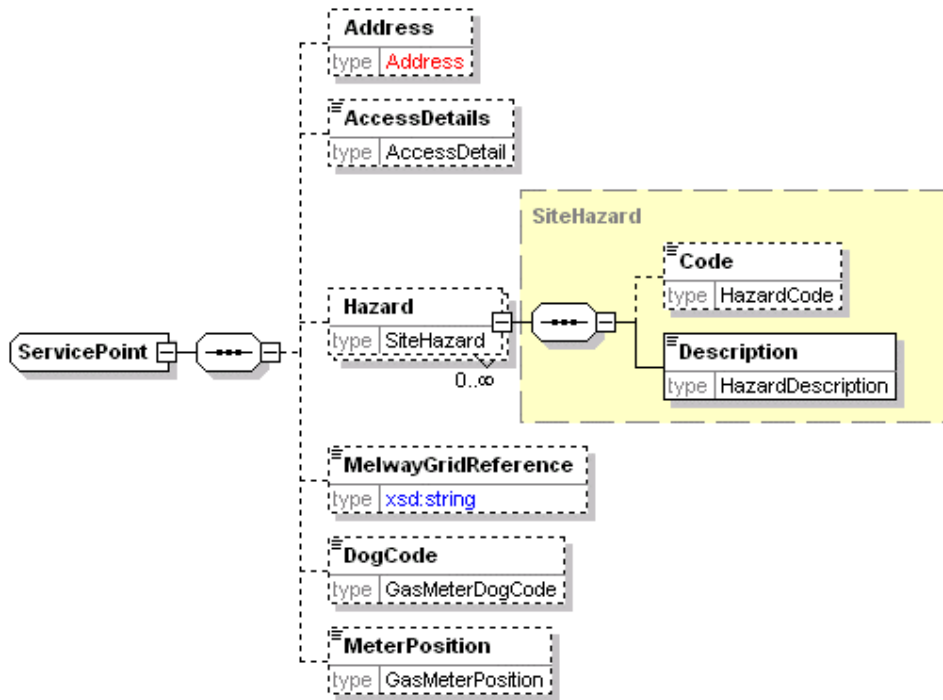 Address
type Address
AccessDetails
type AccessDetail
SiteHazard
Code
type HazardCode
Hazard
type SiteHazard
0..∞
ServicePoint
Description
type HazardDescription
MelwayGridReference
type xsd:string
DogCode
type GasMeterDogCode
MeterPosition
type GasMeterPosition